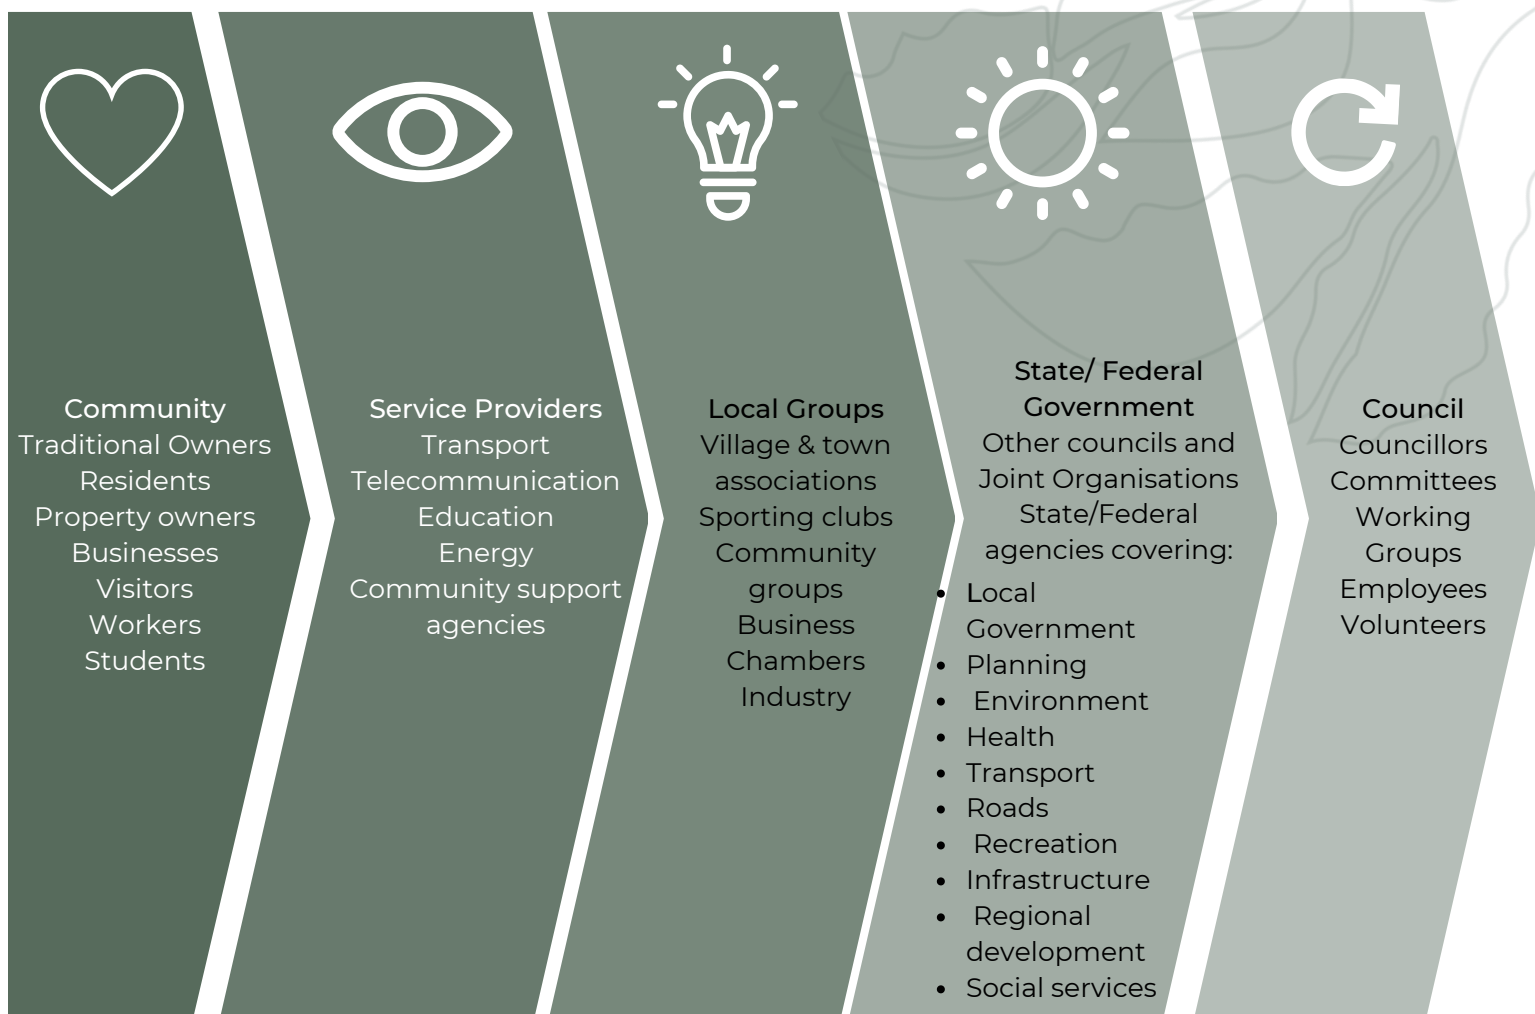 Community
Traditional Owners
Residents
Property owners
Businesses
Visitors
Workers
Students
Service Providers
Transport
Telecommunication
Education
Energy
Community support
agencies
Local Groups
Village & town
associations
Sporting clubs
Community
groups
Business
Chambers
Industry
State/ Federal
Government
Other councils and
Joint Organisations
State/Federal
agencies covering:
• Local
Government
• Planning
• Environment
• Health
• Transport
• Roads
• Recreation
• Infrastructure
• Regional
development
• Social services
Council
Councillors
Committees
Working
Groups
Employees
Volunteers